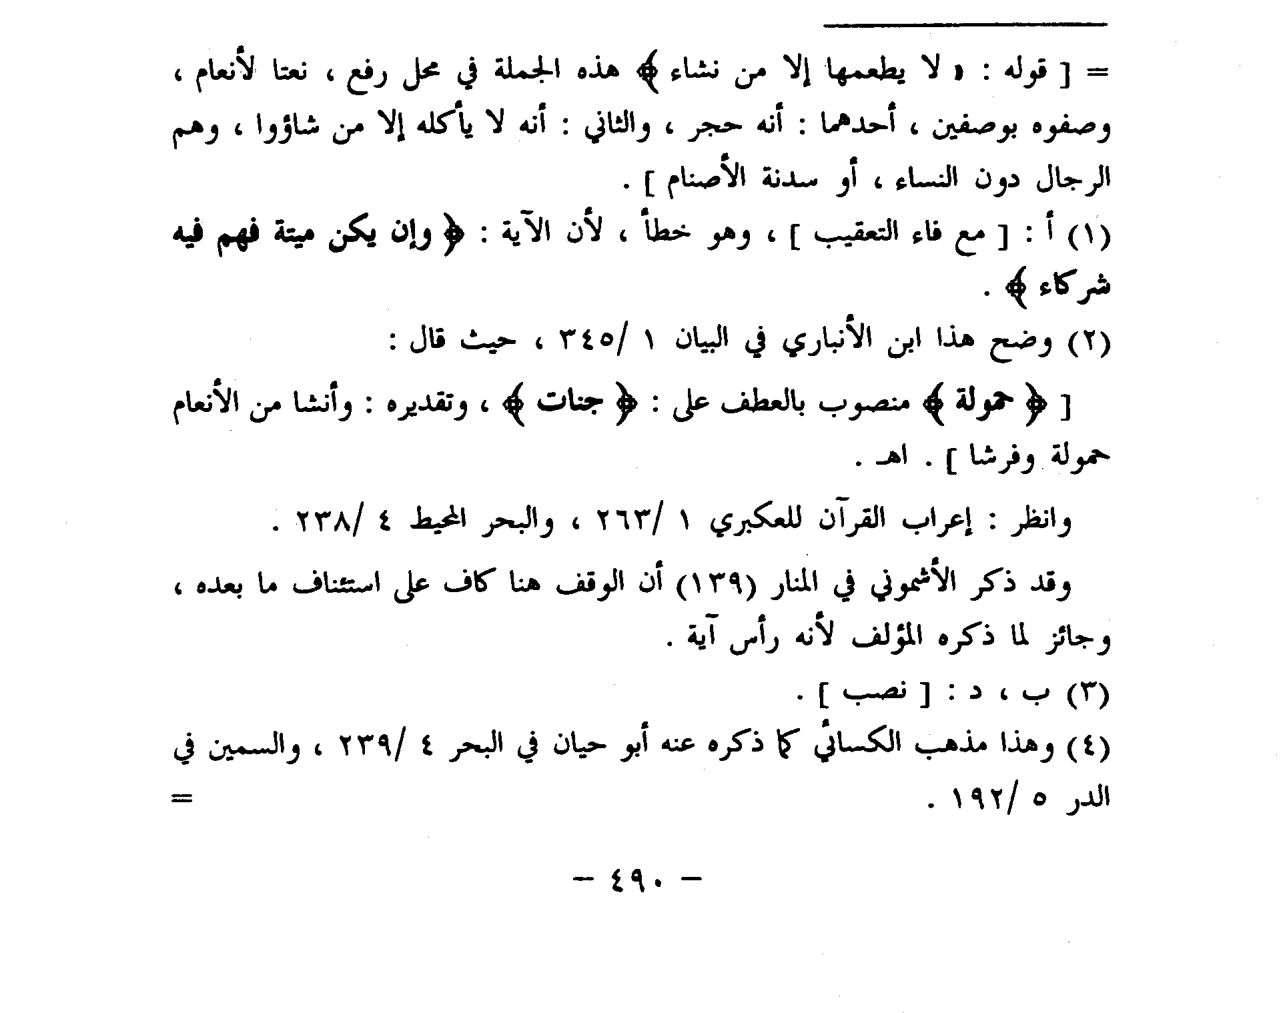 = [ قوله : « لا يطعمها إلا من نشاء ﴾ هذه الجملة في محل رفع ، نعتا لأنعام ،
وصفوه بوصفين ، أحدهما : أنه حجر ، والثاني : أنه لا يأكله إلا من شاؤوا ، وهم
الرجال دون النساء ، أو سدنة الأصنام ] .
(١) أ : [ مع فاء التعقيب ] ، وهو خطأ ، لأن الآية : ﴿ وإن يكن ميتة فهم فيه
شركاء ﴾ .
(٢) وضح هذا ابن الأنباري في البيان ١ /٣٤٥ ، حيث قال :
[ ﴿ حمولة ﴾ منصوب بالعطف على : ﴿ جنات ﴾ ، وتقديره : وأنشا من الأنعام
حمولة وفرشا ] . اهـ .
وانظر : إعراب القرآن للعكبري ١ /٢٦٣ ، والبحر المحيط ٤ /٢٣٨ .
وقد ذكر الأشموني في المنار (١٣٩) أن الوقف هنا كاف على استئناف ما بعده ،
وجائز لما ذكره المؤلف لأنه رأس آية .
(٣) ب ، د : [ نصب ] .
(٤) وهذا مذهب الكسائي كما ذكره عنه أبو حيان في البحر ٤ /٢٣٩ ، والسمين في
الدر ٥ /١٩٢ . =
– ٤٩٠ –